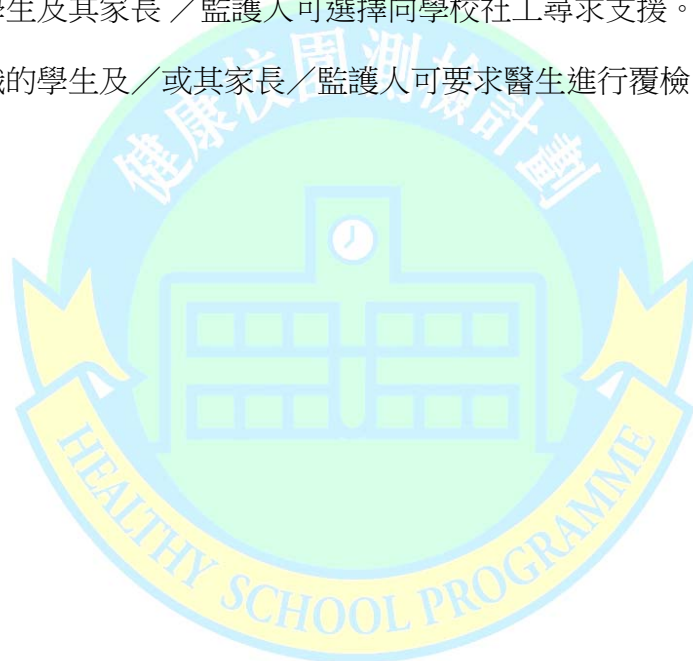 學生及其家長／監護人可選擇向學校社工尋求支援。
的學生及／或其家長／監護人可要求醫生進行覆檢
健康校園測檢計劃
HEALTHY SCHOOL PROGRAMME